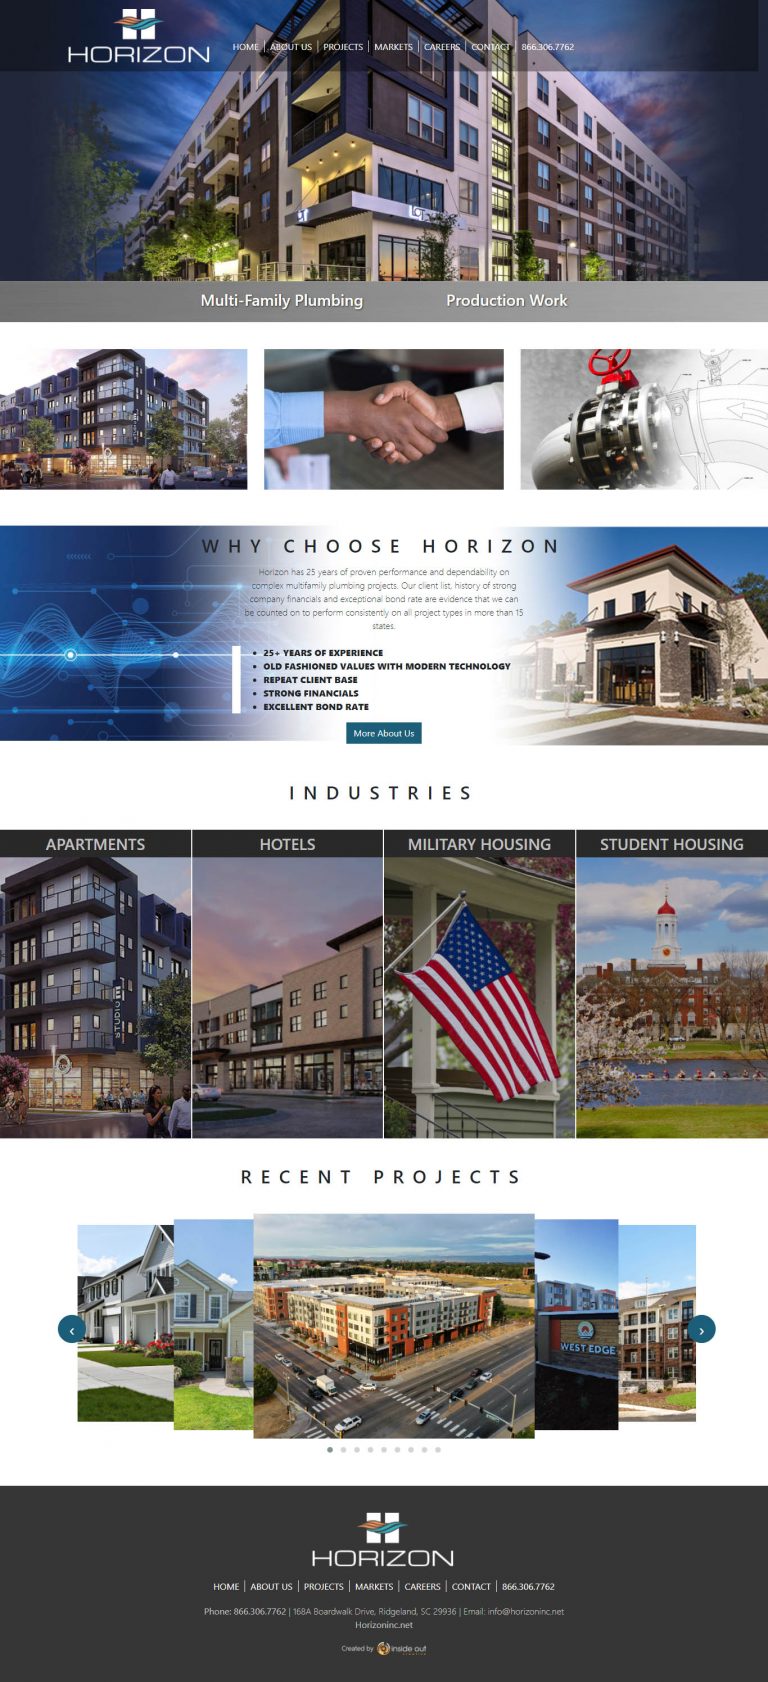 HORIZON
HOME | ABOUT US | PROJECTS | MARKETS | CAREERS | CONTACT | 866.306.7762
Multi-Family Plumbing Production Work
WHY CHOOSE HORIZON
Horizon has 25 years of proven performance and dependability on
complex multifamily plumbing projects. Our client list, history of strong
company financials and exceptional bond rate are evidence that we can
be counted on to perform consistently on all project types in more than 15
states.
• 25+ YEARS OF EXPERIENCE
• OLD FASHIONED VALUES WITH MODERN TECHNOLOGY
• REPEAT CLIENT BASE
• STRONG FINANCIALS
• EXCELLENT BOND RATE
More About Us
INDUSTRIES
APARTMENTS HOTELS MILITARY HOUSING STUDENT HOUSING
RECENT PROJECTS
WEST EDGE
HORIZON
HOME | ABOUT US | PROJECTS | MARKETS | CAREERS | CONTACT | 866.306.7762
Phone: 866.306.7762 | 168A Boardwalk Drive, Ridgeland, SC 29936 | Email: info@horizoninc.net
Horizoninc.net
Created by inside out